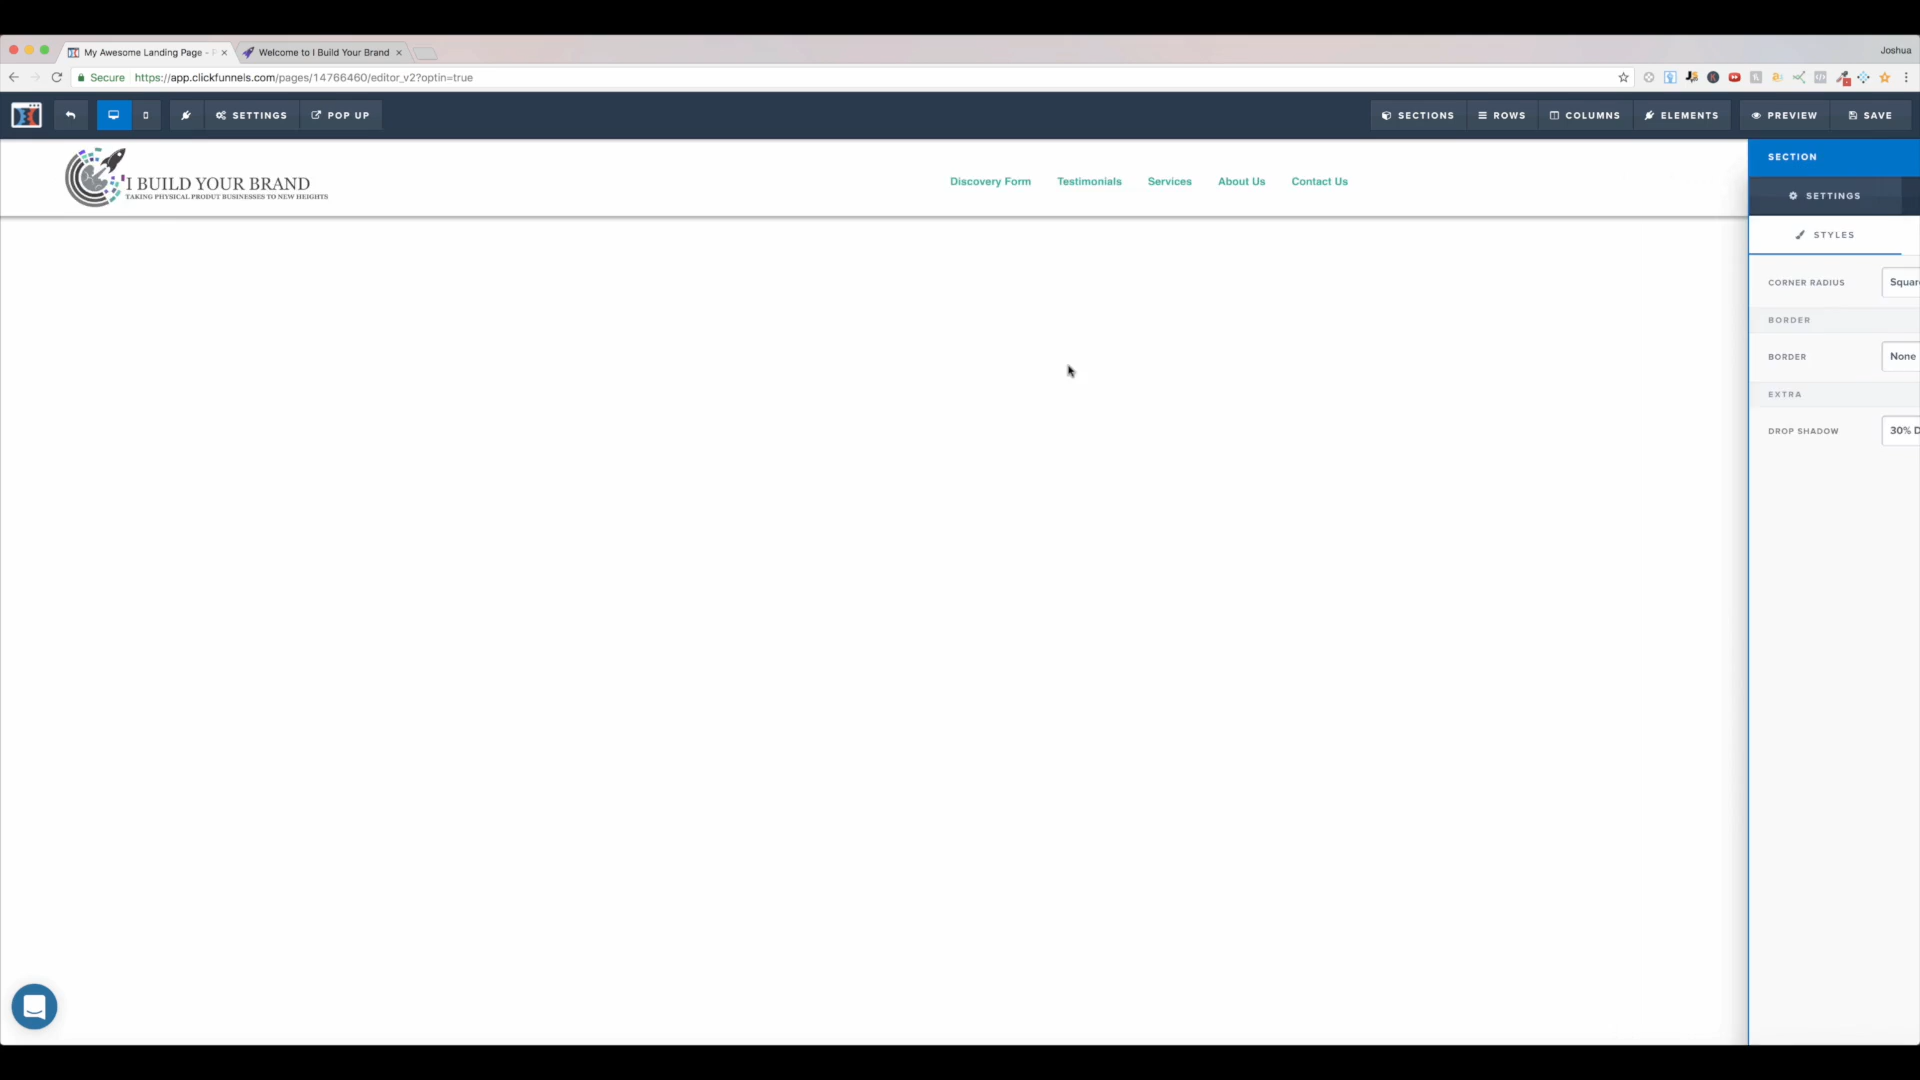 My Awesome Landing Page -
Welcome to I Build Your Brand
Joshua
Secure
https://app.clickfunnels.com/pages/14766460/editor_v2?optin=true
SETTINGS
POP UP
SECTIONS
ROWS
COLUMNS
ELEMENTS
PREVIEW
SAVE
I BUILD YOUR BRAND
TAKING PHYSICAL PRODUT BUSINESSES TO NEW HEIGHTS
Discovery Form
Testimonials
Services
About Us
Contact Us
SECTION
SETTINGS
STYLES
CORNER RADIUS
Squar
BORDER
BORDER
None
EXTRA
DROP SHADOW
30% D